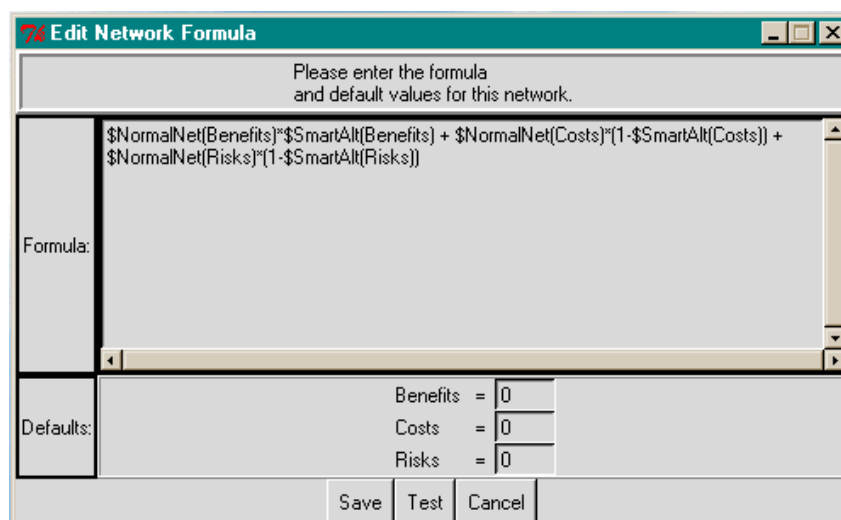 Edit Network Formula
Please enter the formula
and default values for this network.
Formula:
$NormalNet(Benefits)*$SmartAlt(Benefits) + $NormalNet(Costs)*(1-$SmartAlt(Costs)) +
$NormalNet(Risks)*(1-$SmartAlt(Risks))
Defaults:
Benefits = 0
Costs = 0
Risks = 0
Save Test Cancel